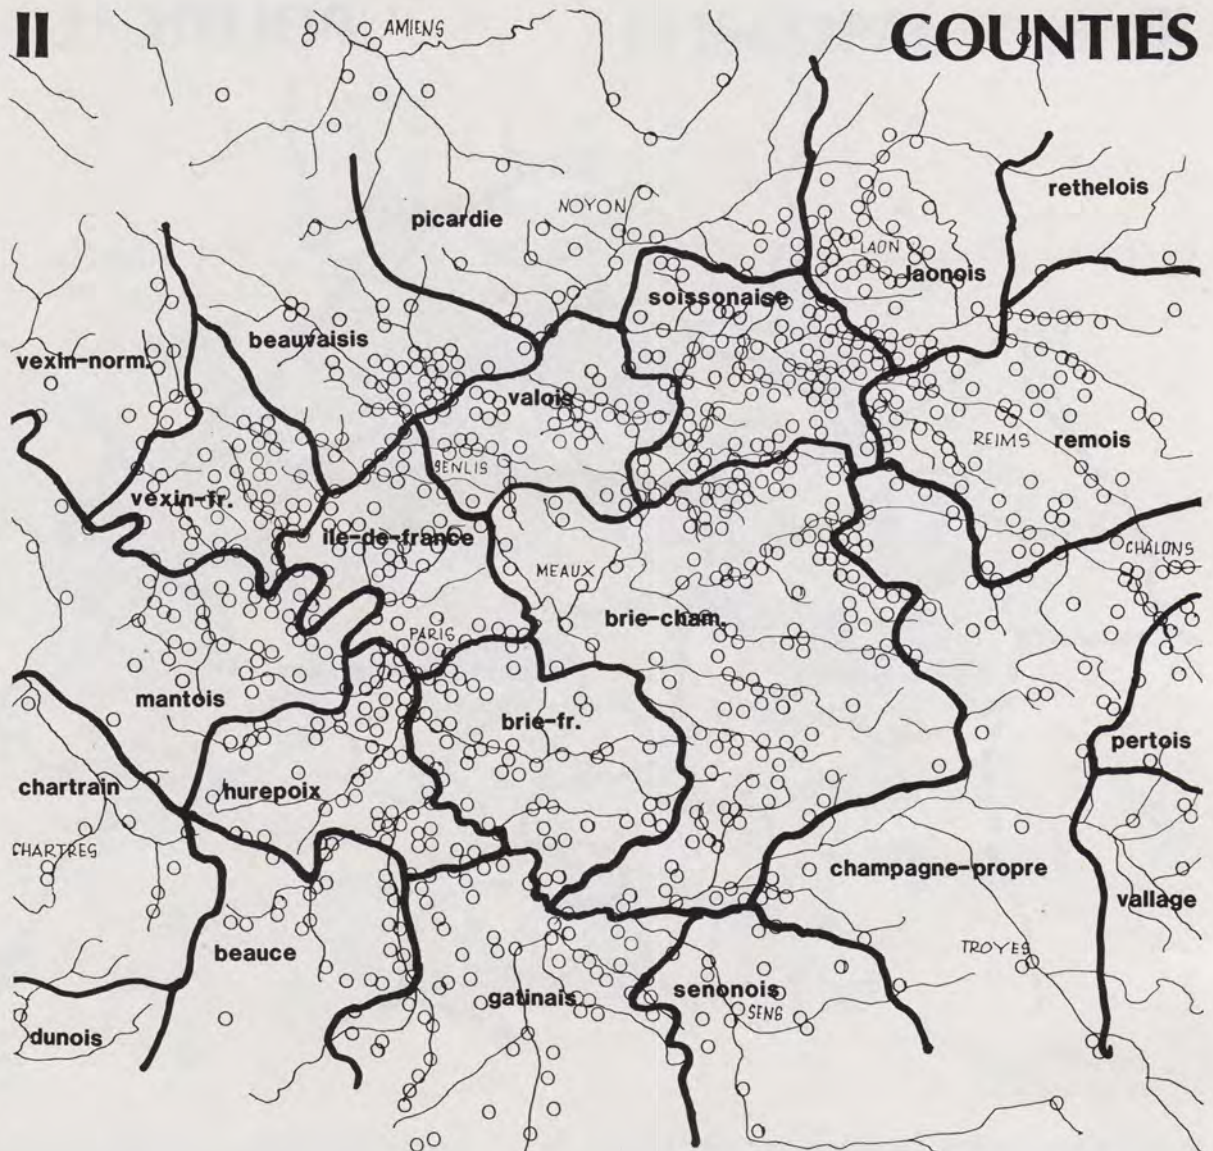 II
COUNTIES
AMIENS
rethelois
NOYON
picardie
LAON
laonois
soissonaise
beauvaisis
vexin-norm.
valois
REIMS
remois
SENLIS
vexin-fr.
ile-de-france
CHALONS
MEAUX
brie-cham.
PARIS
mantois
brie-fr.
pertois
chartrain
hurepoix
CHARTRES
champagne-propre
vallage
beauce
TROYES
gatinais
senonois
SENS
dunois